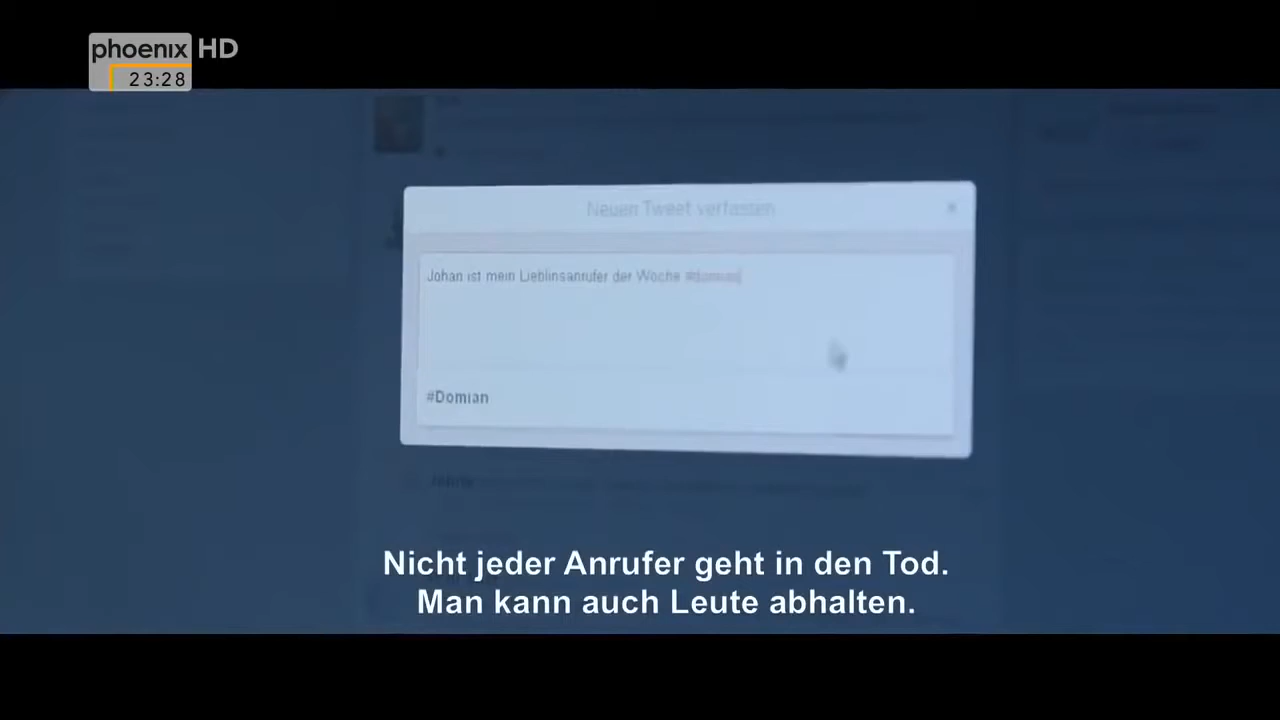 phoenix HD
23:28
Neuen Tweet verfassen
Johan ist mein Lieblinsanrufer der Woche #domian
#Domian
Nicht jeder Anrufer geht in den Tod.
Man kann auch Leute abhalten.